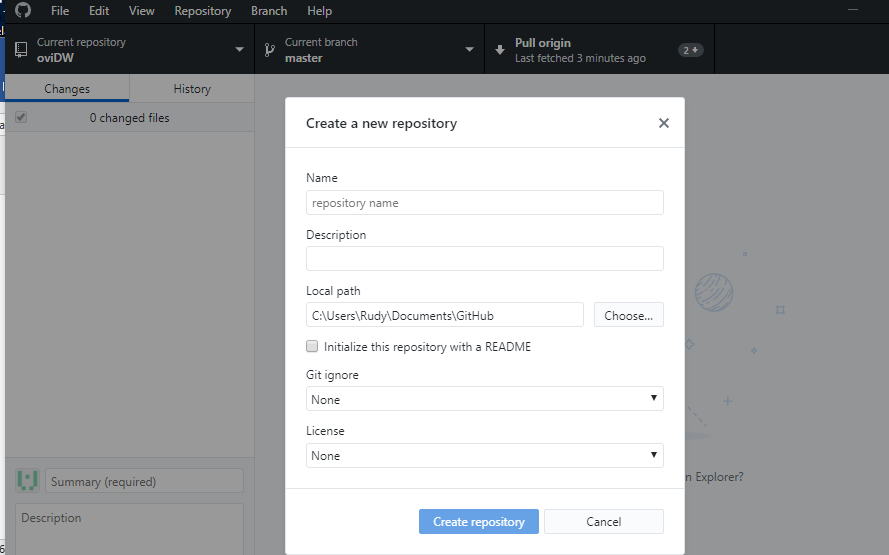 File Edit View Repository Branch Help
Current repository
oviDW
Current branch
master
Pull origin
Last fetched 3 minutes ago
2
Changes
History
0 changed files
Create a new repository
Name
repository name
Description
Local path
C:\Users\Rudy\Documents\GitHub
Choose...
Initialize this repository with a README
Git ignore
None
License
None
Create repository
Cancel
n Explorer?
Summary (required)
Description